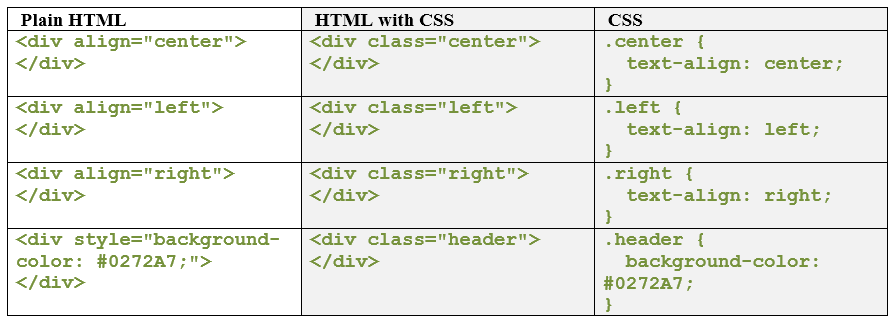 Plain HTML HTML with CSS CSS
<div align="center">
</div>
<div class="center">
</div>
.center {
text-align: center;
}
<div align="left">
</div>
<div class="left">
</div>
.left {
text-align: left;
}
<div align="right">
</div>
<div class="right">
</div>
.right {
text-align: right;
}
<div style="background-
color: #0272A7;">
</div>
<div class="header">
</div>
.header {
background-color:
#0272A7;
}